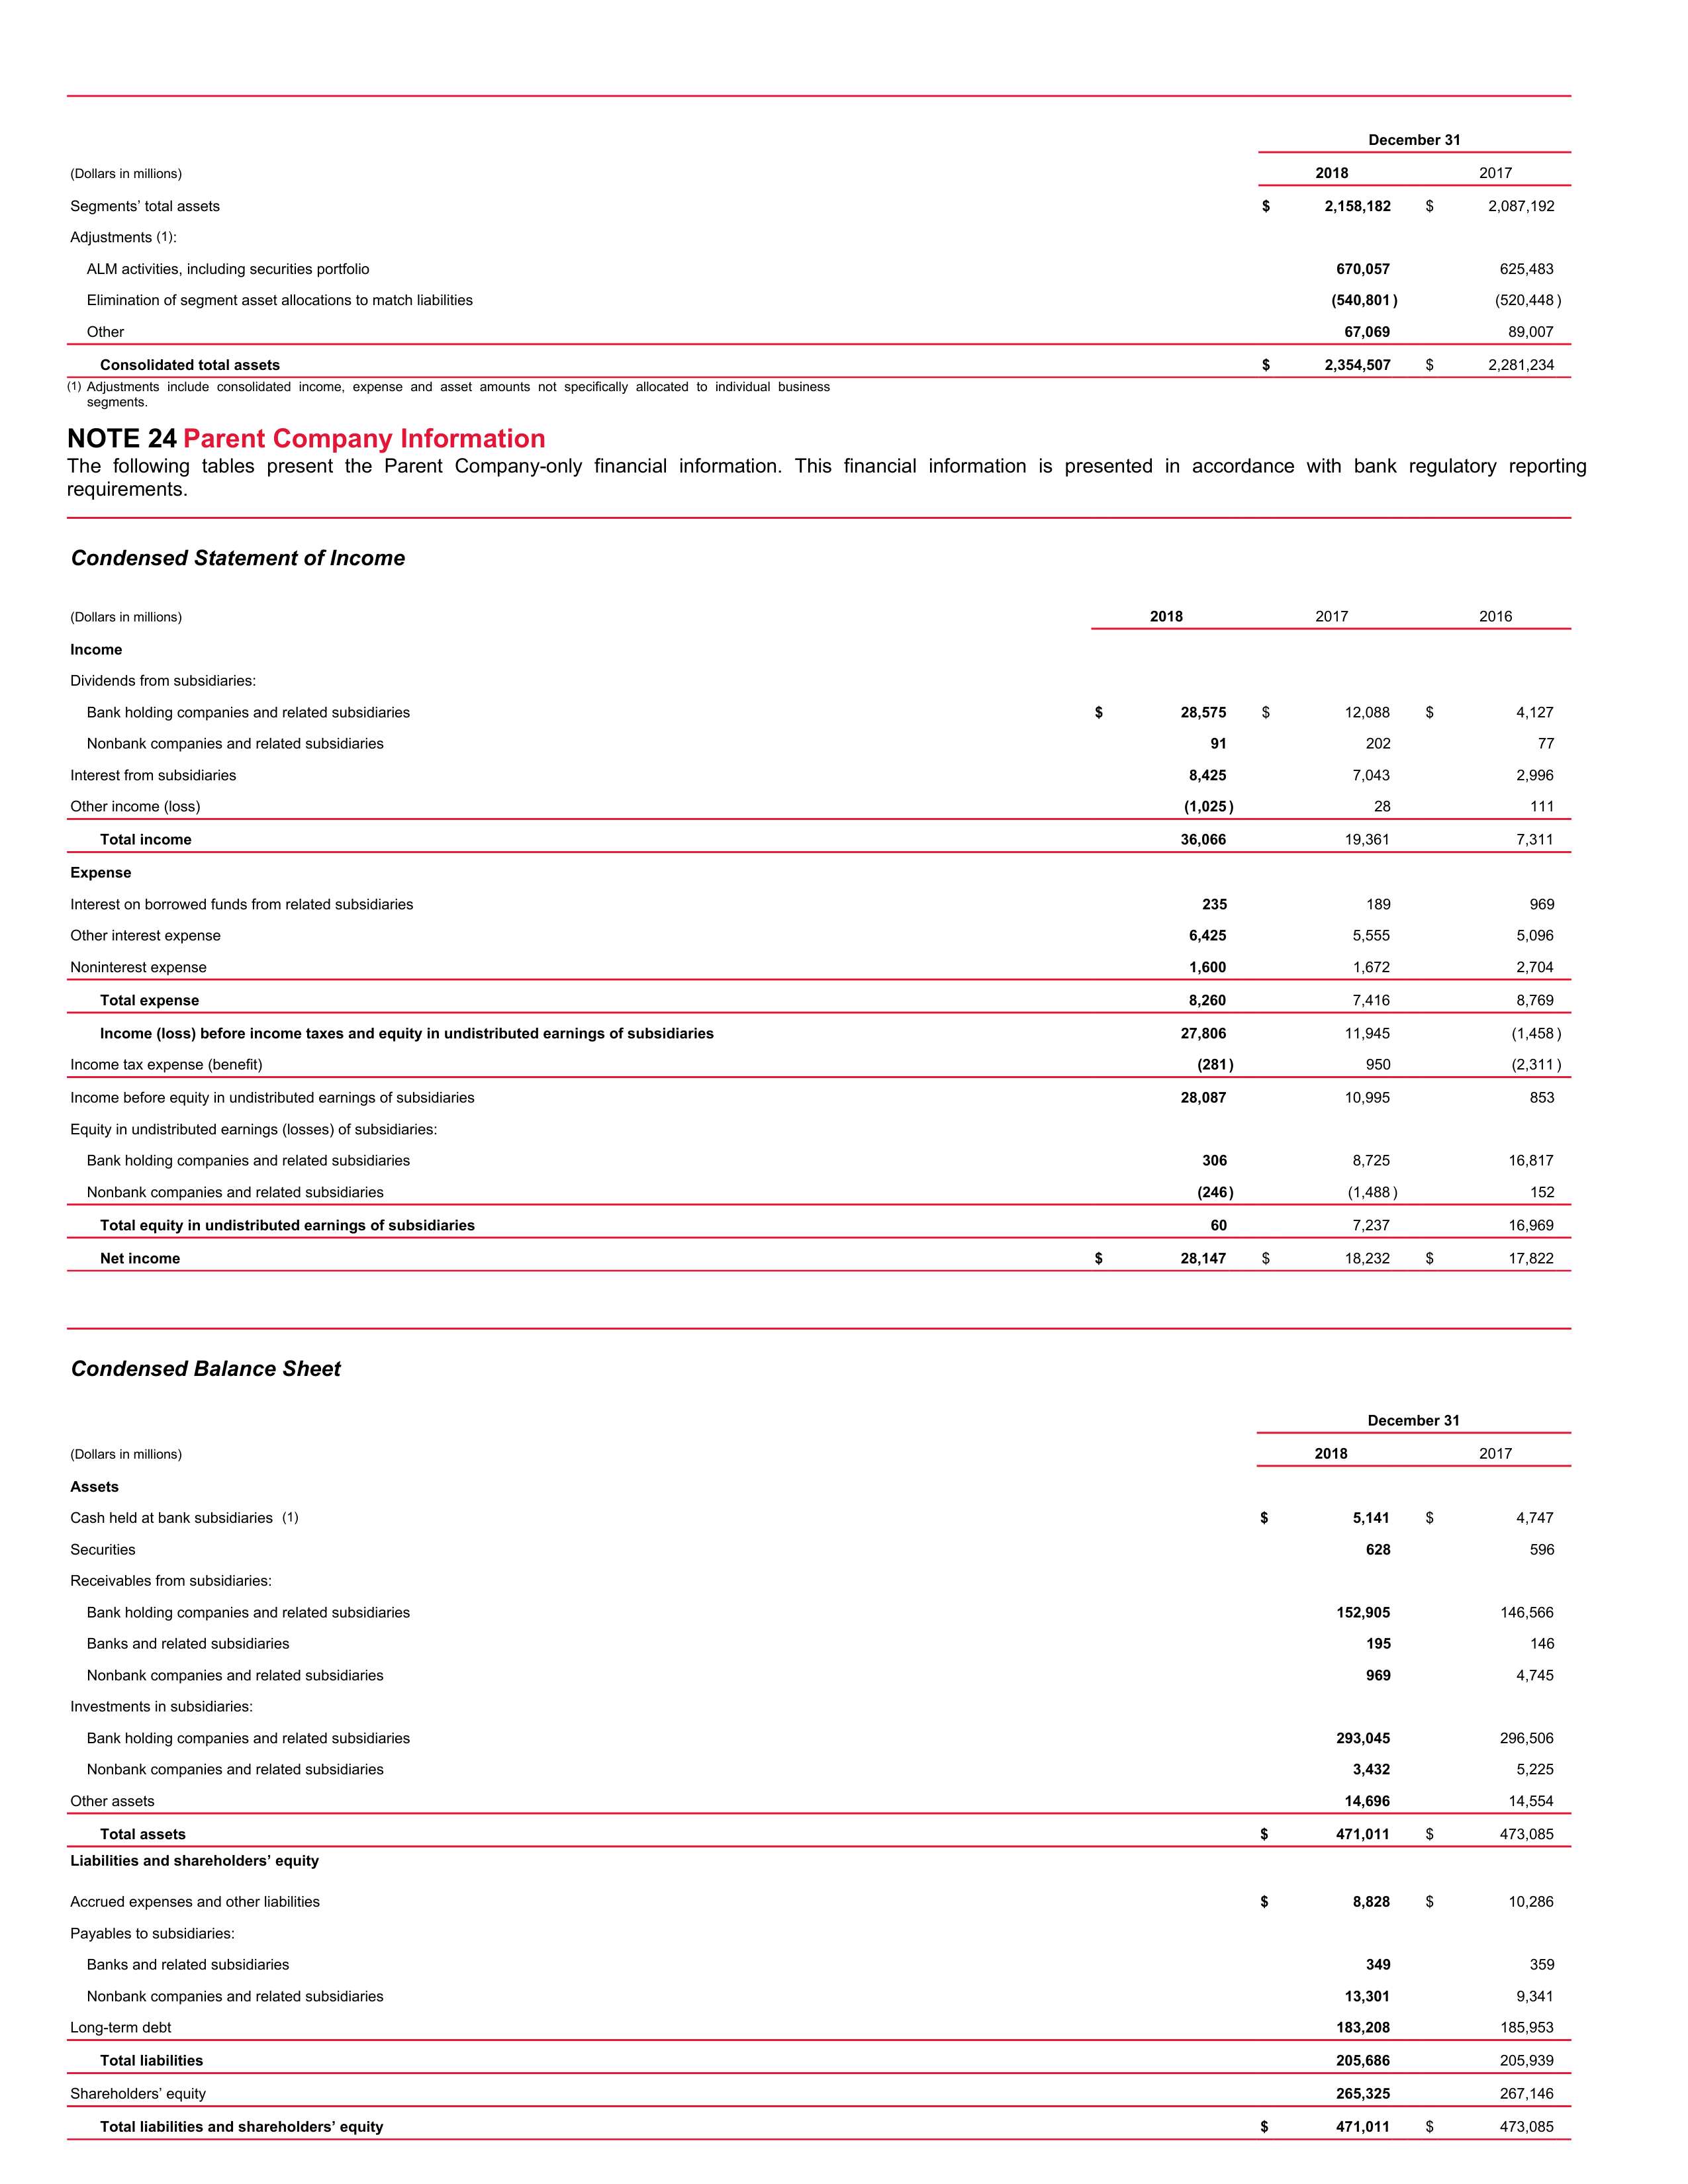 December 31
(Dollars in millions) 2018 2017
Segments’ total assets $ 2,158,182 $ 2,087,192
Adjustments (1):
ALM activities, including securities portfolio 670,057 625,483
Elimination of segment asset allocations to match liabilities (540,801) (520,448)
Other 67,069 89,007
Consolidated total assets $ 2,354,507 $ 2,281,234
(1) Adjustments include consolidated income, expense and asset amounts not specifically allocated to individual business
segments.
NOTE 24 Parent Company Information
The following tables present the Parent Company-only financial information. This financial information is presented in accordance with bank regulatory reporting
requirements.
Condensed Statement of Income
(Dollars in millions) 2018 2017 2016
Income
Dividends from subsidiaries:
Bank holding companies and related subsidiaries $ 28,575 $ 12,088 $ 4,127
Nonbank companies and related subsidiaries 91 202 77
Interest from subsidiaries 8,425 7,043 2,996
Other income (loss) (1,025) 28 111
Total income 36,066 19,361 7,311
Expense
Interest on borrowed funds from related subsidiaries 235 189 969
Other interest expense 6,425 5,555 5,096
Noninterest expense 1,600 1,672 2,704
Total expense 8,260 7,416 8,769
Income (loss) before income taxes and equity in undistributed earnings of subsidiaries 27,806 11,945 (1,458)
Income tax expense (benefit) (281) 950 (2,311)
Income before equity in undistributed earnings of subsidiaries 28,087 10,995 853
Equity in undistributed earnings (losses) of subsidiaries:
Bank holding companies and related subsidiaries 306 8,725 16,817
Nonbank companies and related subsidiaries (246) (1,488) 152
Total equity in undistributed earnings of subsidiaries 60 7,237 16,969
Net income $ 28,147 $ 18,232 $ 17,822
Condensed Balance Sheet
December 31
(Dollars in millions) 2018 2017
Assets
Cash held at bank subsidiaries (1) $ 5,141 $ 4,747
Securities 628 596
Receivables from subsidiaries:
Bank holding companies and related subsidiaries 152,905 146,566
Banks and related subsidiaries 195 146
Nonbank companies and related subsidiaries 969 4,745
Investments in subsidiaries:
Bank holding companies and related subsidiaries 293,045 296,506
Nonbank companies and related subsidiaries 3,432 5,225
Other assets 14,696 14,554
Total assets $ 471,011 $ 473,085
Liabilities and shareholders’ equity
Accrued expenses and other liabilities $ 8,828 $ 10,286
Payables to subsidiaries:
Banks and related subsidiaries 349 359
Nonbank companies and related subsidiaries 13,301 9,341
Long-term debt 183,208 185,953
Total liabilities 205,686 205,939
Shareholders’ equity 265,325 267,146
Total liabilities and shareholders’ equity $ 471,011 $ 473,085